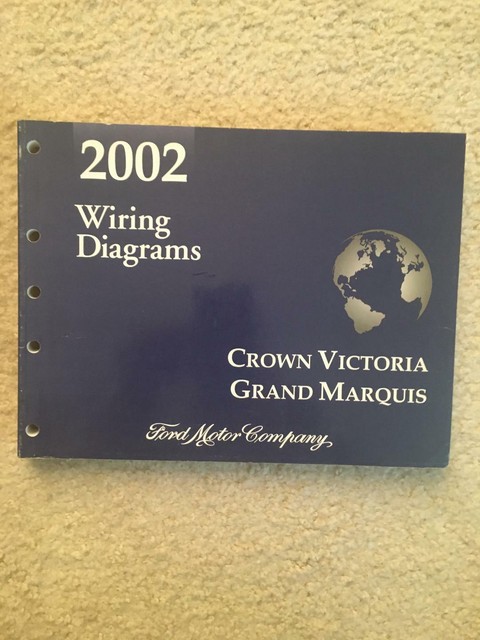 2002
Wiring
Diagrams
CROWN VICTORIA
GRAND MARQUIS
Ford Motor Company,